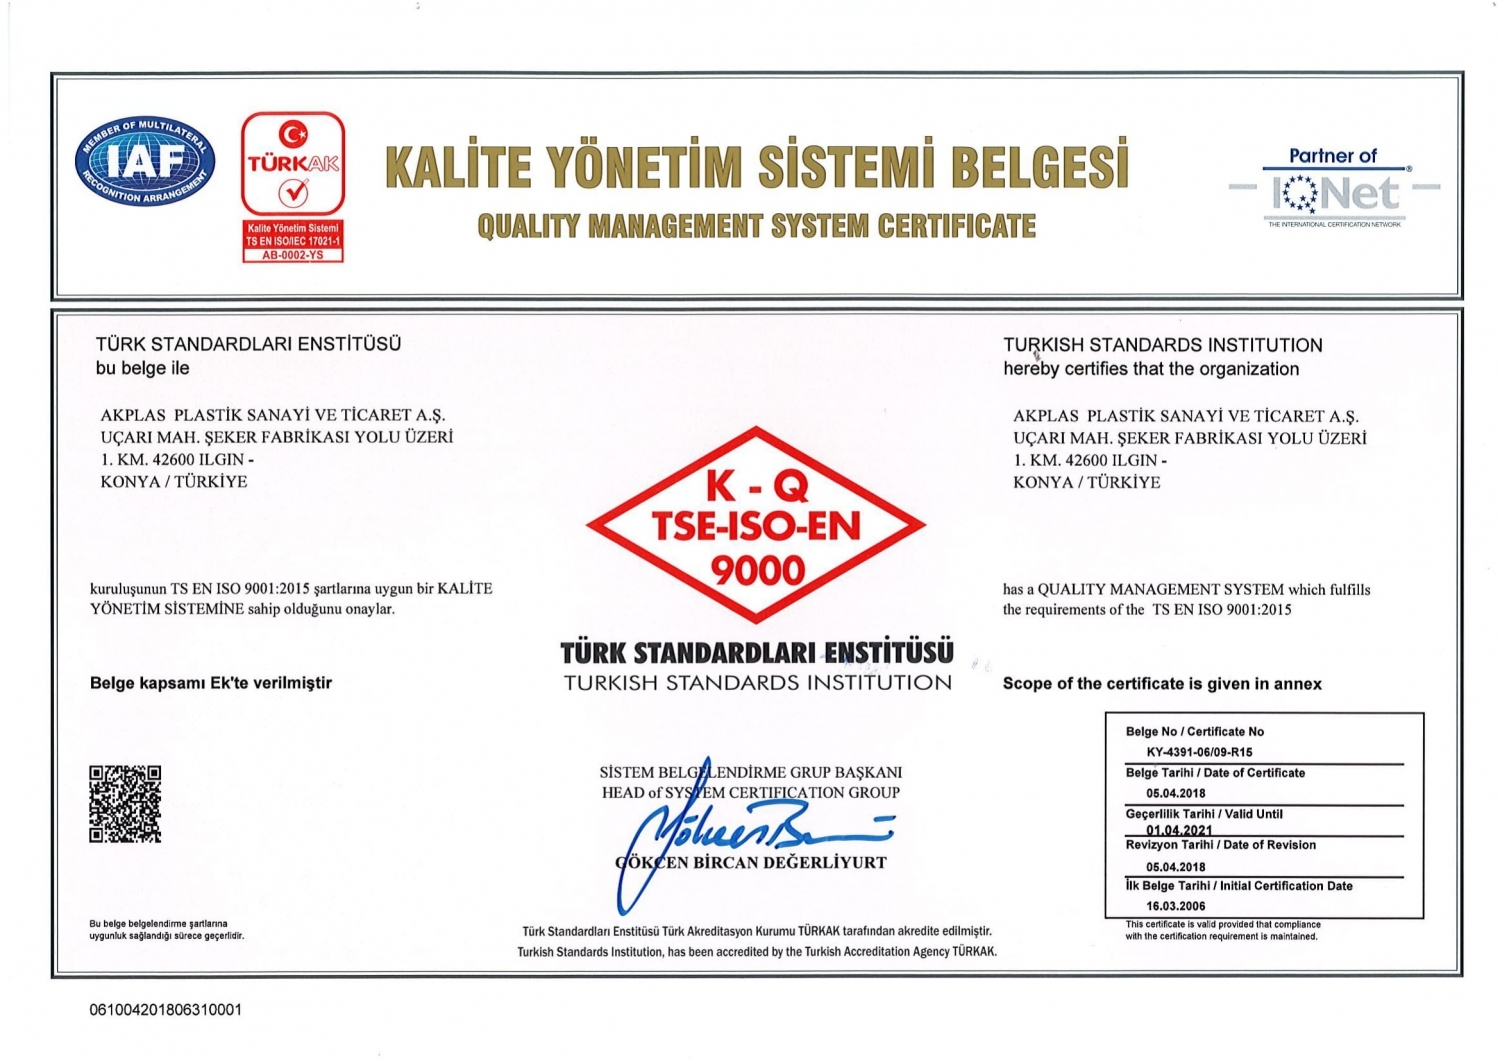 MEMBER OF MULTILATERAL
IAF
RECOGNITION ARRANGEMENT
TÜRKAK
Kalite Yönetim Sistemi
TS EN ISO/IEC 17021-1
AB-0002-YS
KALİTE YÖNETİM SİSTEMİ BELGESİ
QUALITY MANAGEMENT SYSTEM CERTIFICATE
Partner of
IQNet
®
THE INTERNATIONAL CERTIFICATION NETWORK
TÜRK STANDARDLARI ENSTİTÜSÜ
bu belge ile
AKPLAS PLASTİK SANAYİ VE TİCARET A.Ş.
UÇARI MAH. ŞEKER FABRİKASI YOLU ÜZERİ
1. KM. 42600 ILGIN -
KONYA / TÜRKİYE
kuruluşunun TS EN ISO 9001:2015 şartlarına uygun bir KALİTE
YÖNETİM SİSTEMİNE sahip olduğunu onaylar.
Belge kapsamı Ek'te verilmiştir
Bu belge belgelendirme şartlarına
uygunluk sağlandığı sürece geçerlidir.
K - Q
TSE-ISO-EN
9000
TÜRK STANDARDLARI ENSTİTÜSÜ
TURKISH STANDARDS INSTITUTION
SİSTEM BELGELENDİRME GRUP BAŞKANI
HEAD of SYSTEM CERTIFICATION GROUP
GÖKÇEN BİRCAN DEĞERLİYURT
Türk Standardları Enstitüsü Türk Akreditasyon Kurumu TÜRKAK tarafından akredite edilmiştir.
Turkish Standards Institution, has been accredited by the Turkish Accreditation Agency TÜRKAK.
TURKISH STANDARDS INSTITUTION
hereby certifies that the organization
AKPLAS PLASTİK SANAYİ VE TİCARET A.Ş.
UÇARI MAH. ŞEKER FABRİKASI YOLU ÜZERİ
1. KM. 42600 ILGIN -
KONYA / TÜRKİYE
has a QUALITY MANAGEMENT SYSTEM which fulfills
the requirements of the TS EN ISO 9001:2015
Scope of the certificate is given in annex
Belge No / Certificate No
KY-4391-06/09-R15
Belge Tarihi / Date of Certificate
05.04.2018
Geçerlilik Tarihi / Valid Until
01.04.2021
Revizyon Tarihi / Date of Revision
05.04.2018
İlk Belge Tarihi / Initial Certification Date
16.03.2006
This certificate is valid provided that compliance
with the certification requirement is maintained.
061004201806310001